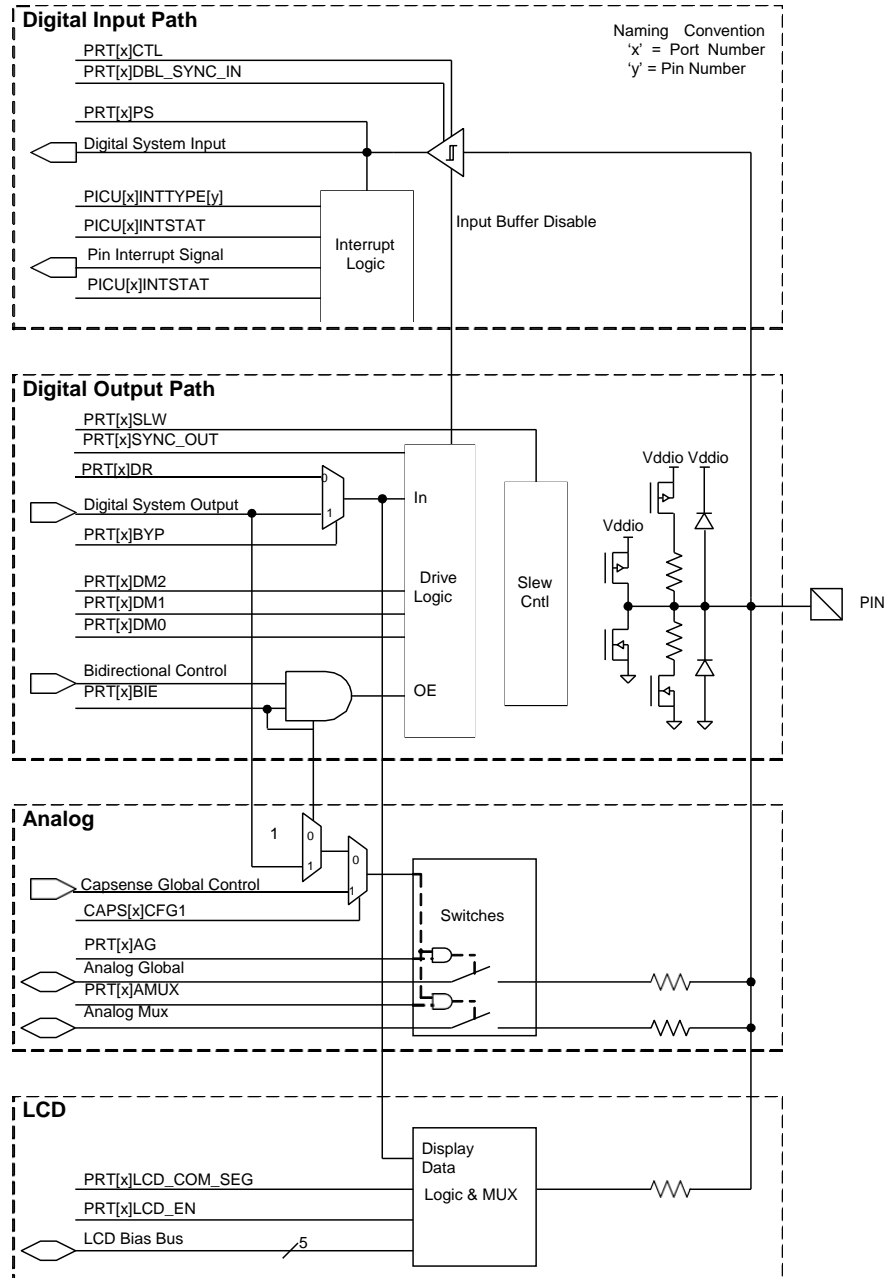 Digital Input Path
Naming Convention
‘x’ = Port Number
‘y’ = Pin Number
PRT[x]CTL
PRT[x]DBL_SYNC_IN
PRT[x]PS
Digital System Input
PICU[x]INTTYPE[y]
PICU[x]INTSTAT
Pin Interrupt Signal
PICU[x]INTSTAT
Interrupt
Logic
Input Buffer Disable
Digital Output Path
PRT[x]SLW
PRT[x]SYNC_OUT
PRT[x]DR
Digital System Output
PRT[x]BYP
0
1
In
PRT[x]DM2
PRT[x]DM1
PRT[x]DM0
Drive
Logic
Bidirectional Control
PRT[x]BIE
OE
Slew
Cntl
Vddio Vddio
Vddio
PIN
Analog
1
0
1
0
1
Capsense Global Control
CAPS[x]CFG1
Switches
PRT[x]AG
Analog Global
PRT[x]AMUX
Analog Mux
LCD
Display
Data
Logic & MUX
PRT[x]LCD_COM_SEG
PRT[x]LCD_EN
LCD Bias Bus
5